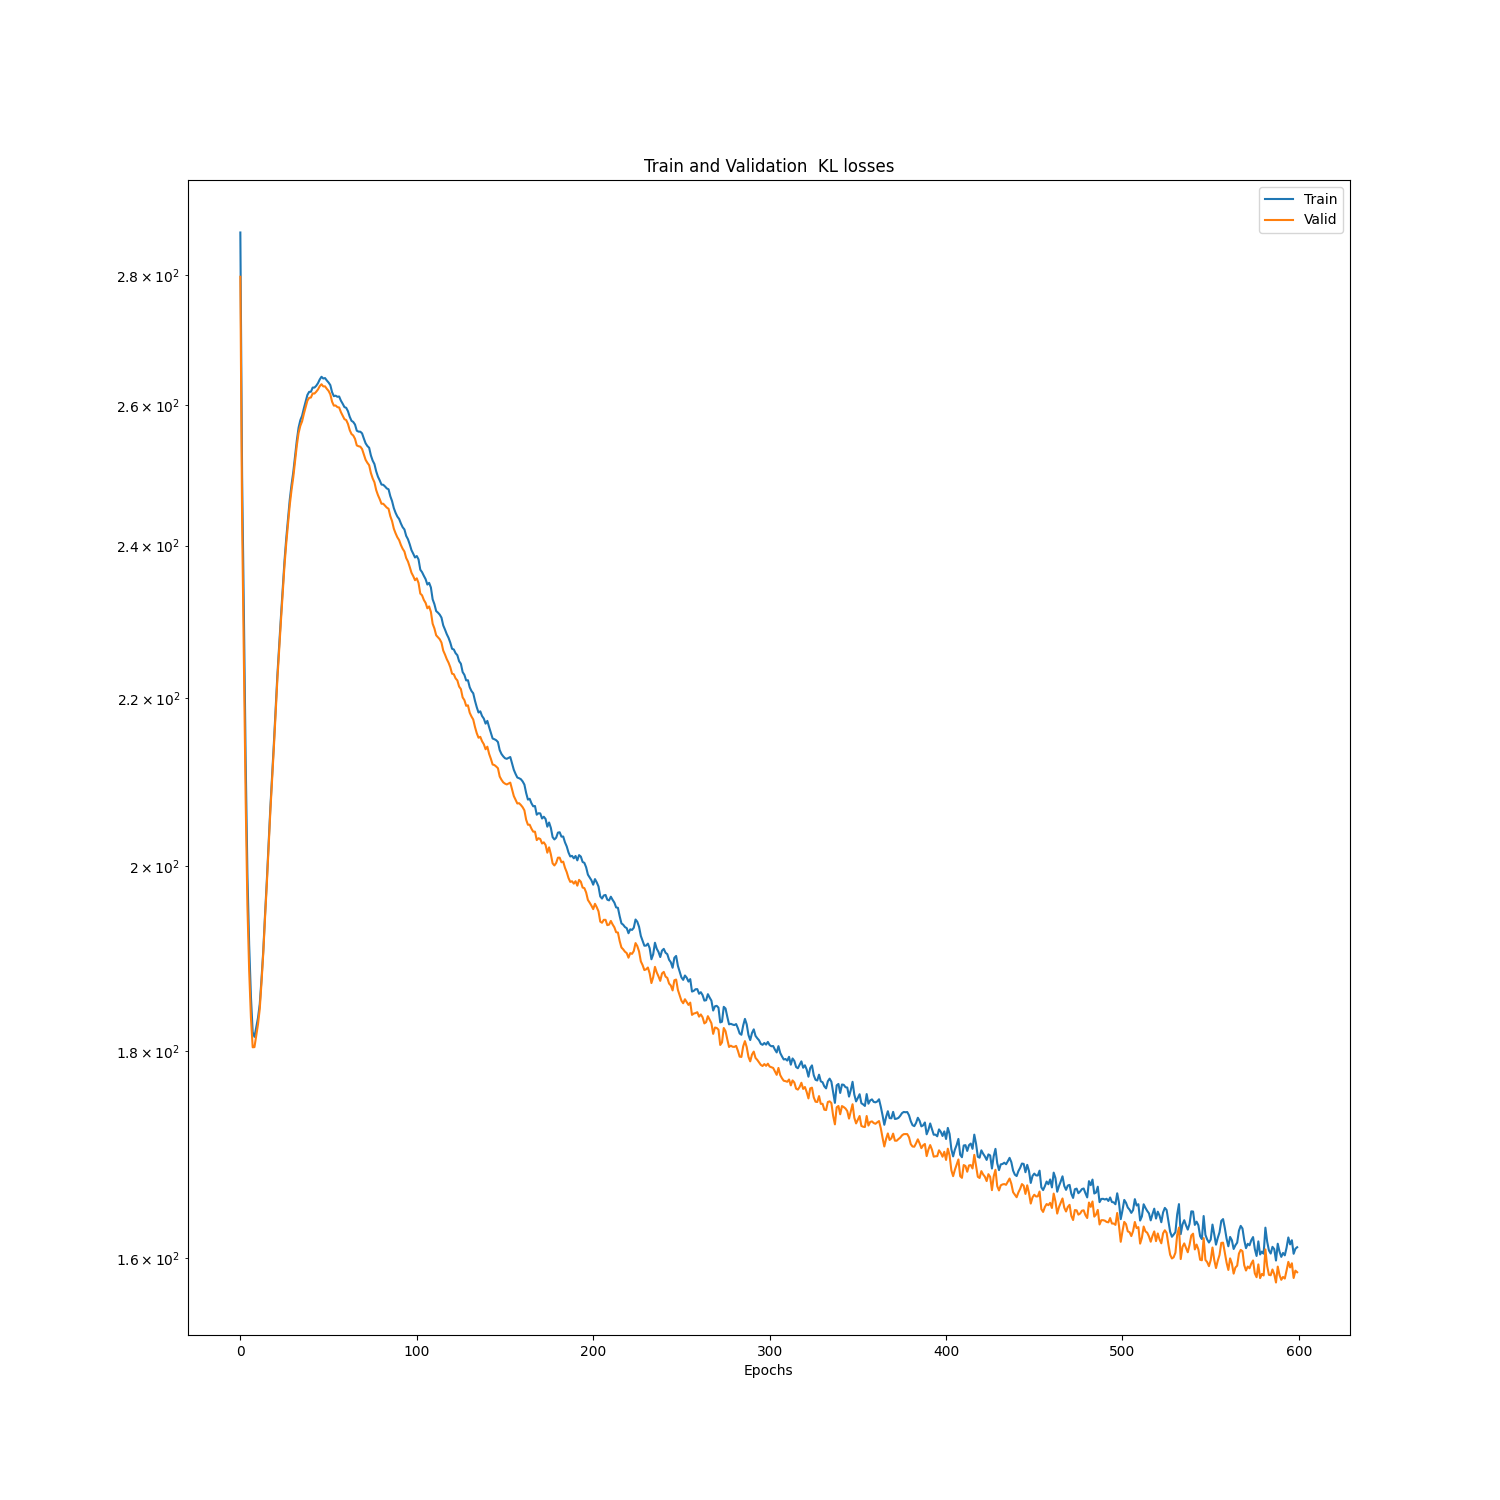 Train and Validation  KL losses
Train
Valid
2.8 × 10²
2.6 × 10²
2.4 × 10²
2.2 × 10²
2 × 10²
1.8 × 10²
1.6 × 10²
0 100 200 300 400 500 600
Epochs